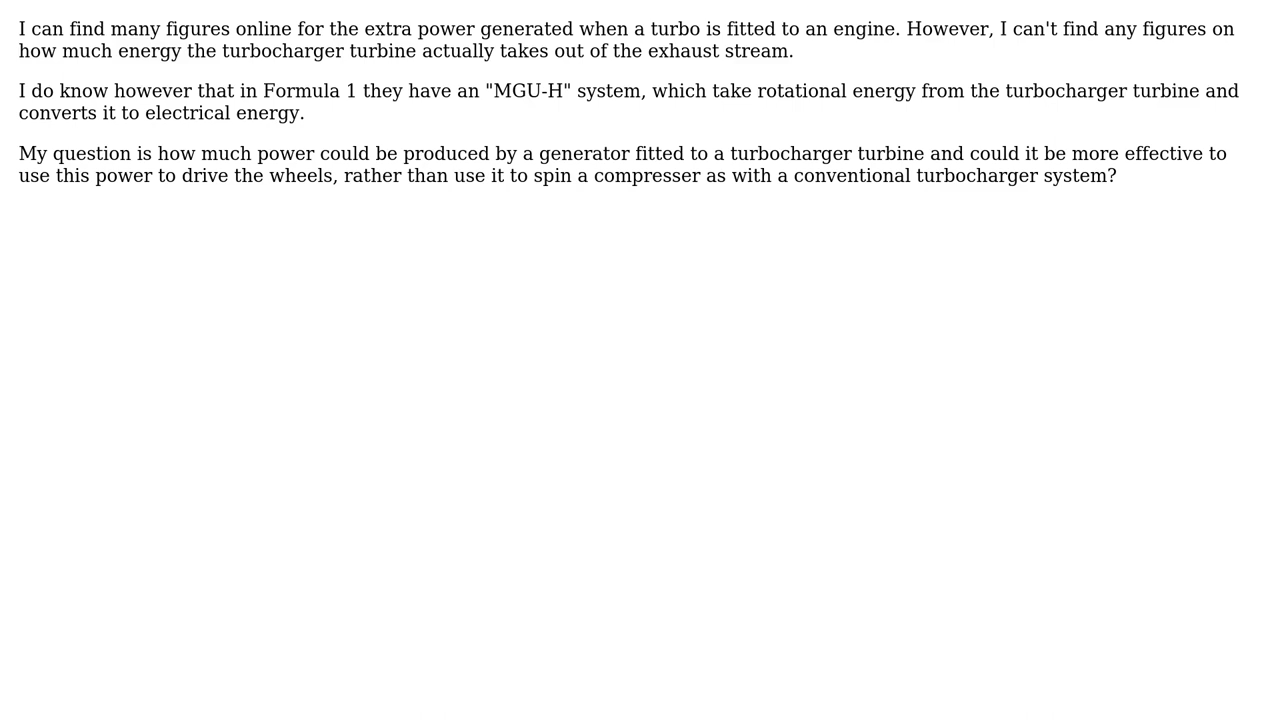 I can find many figures online for the extra power generated when a turbo is fitted to an engine. However, I can't find any figures on
how much energy the turbocharger turbine actually takes out of the exhaust stream.
I do know however that in Formula 1 they have an "MGU-H" system, which take rotational energy from the turbocharger turbine and
converts it to electrical energy.
My question is how much power could be produced by a generator fitted to a turbocharger turbine and could it be more effective to
use this power to drive the wheels, rather than use it to spin a compresser as with a conventional turbocharger system?